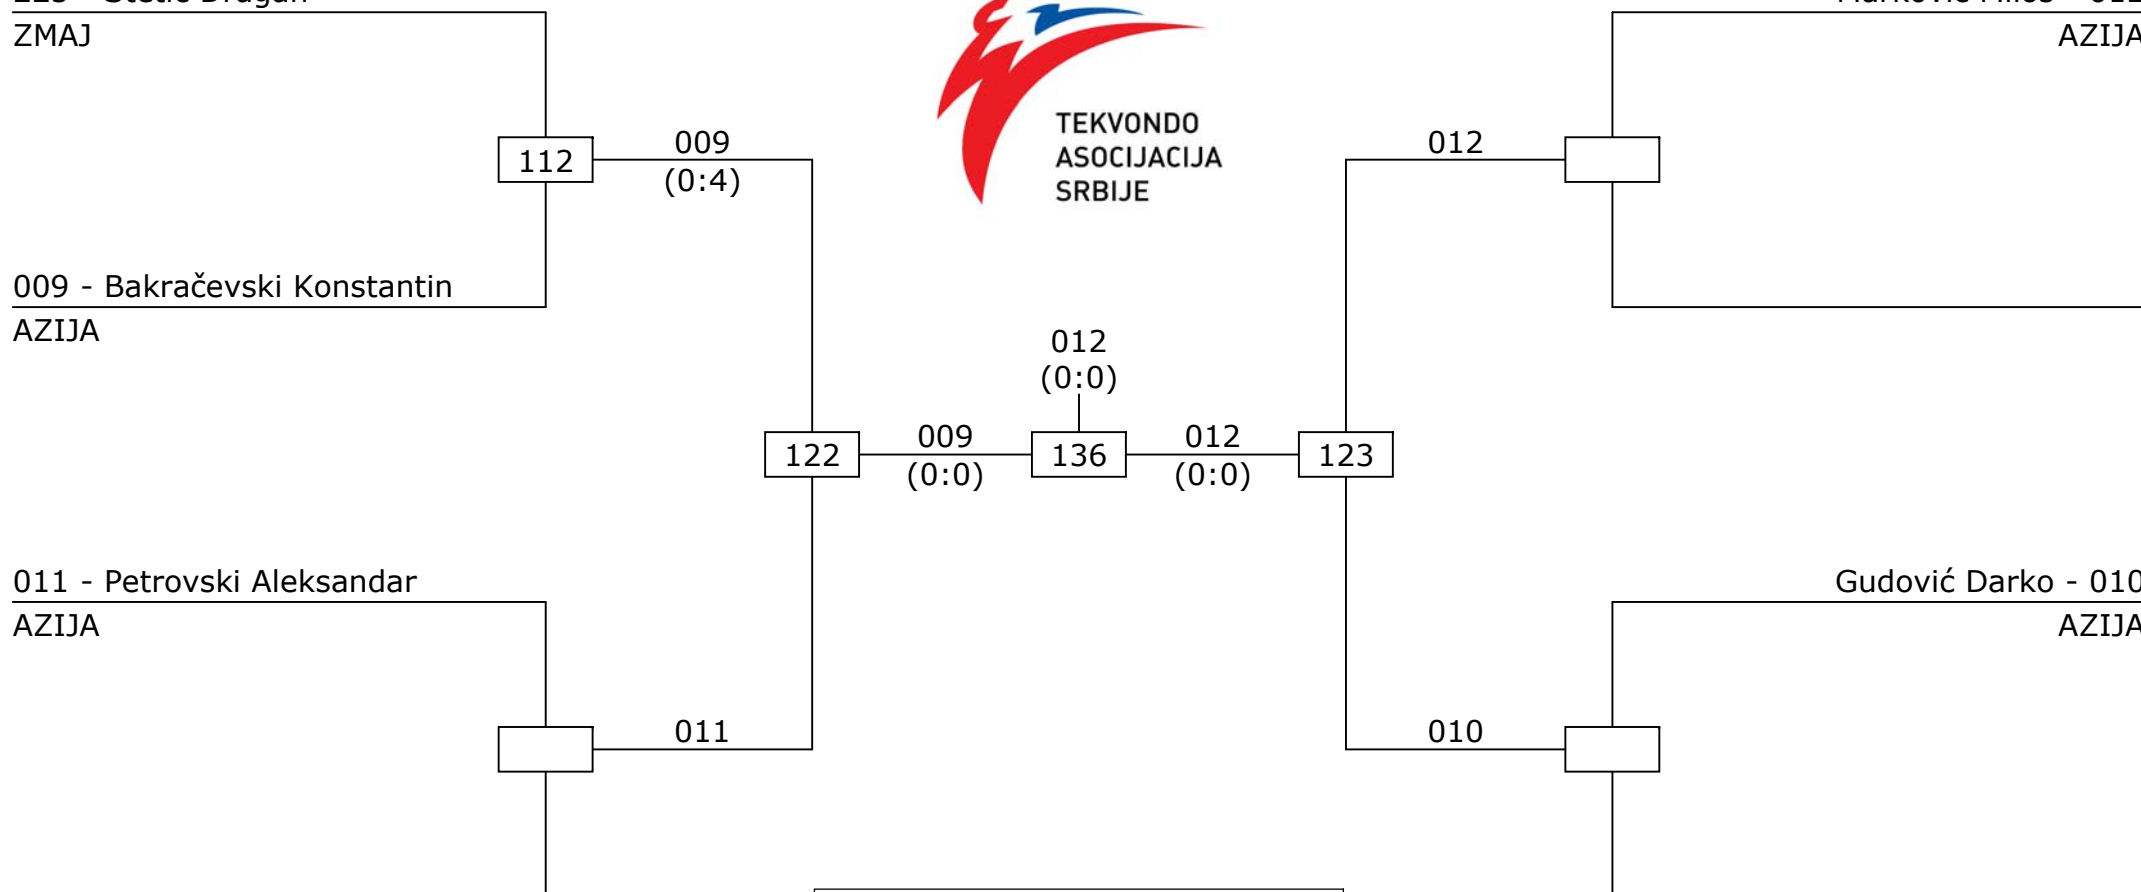 ZMAJ
AZIJA
TEKVONDO
ASOCIJACIJA
SRBIJE
112
009
(0:4)
012
009 - Bakračevski Konstantin
AZIJA
012
(0:0)
122
009
(0:0)
136
012
(0:0)
123
011 - Petrovski Aleksandar
AZIJA
Gudović Darko - 010
AZIJA
011
010